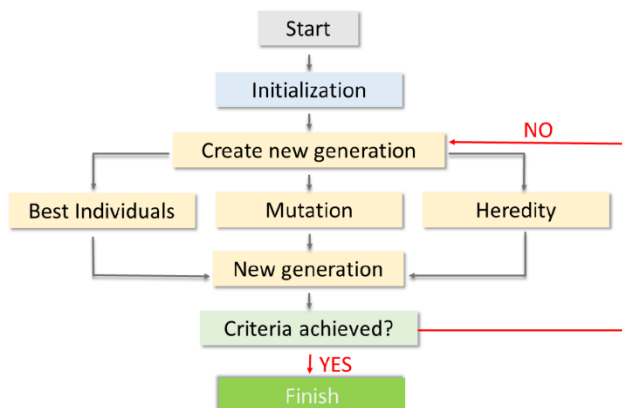 Start
Initialization
NO
Create new generation
Best Individuals
Mutation
Heredity
New generation
Criteria achieved?
YES
Finish